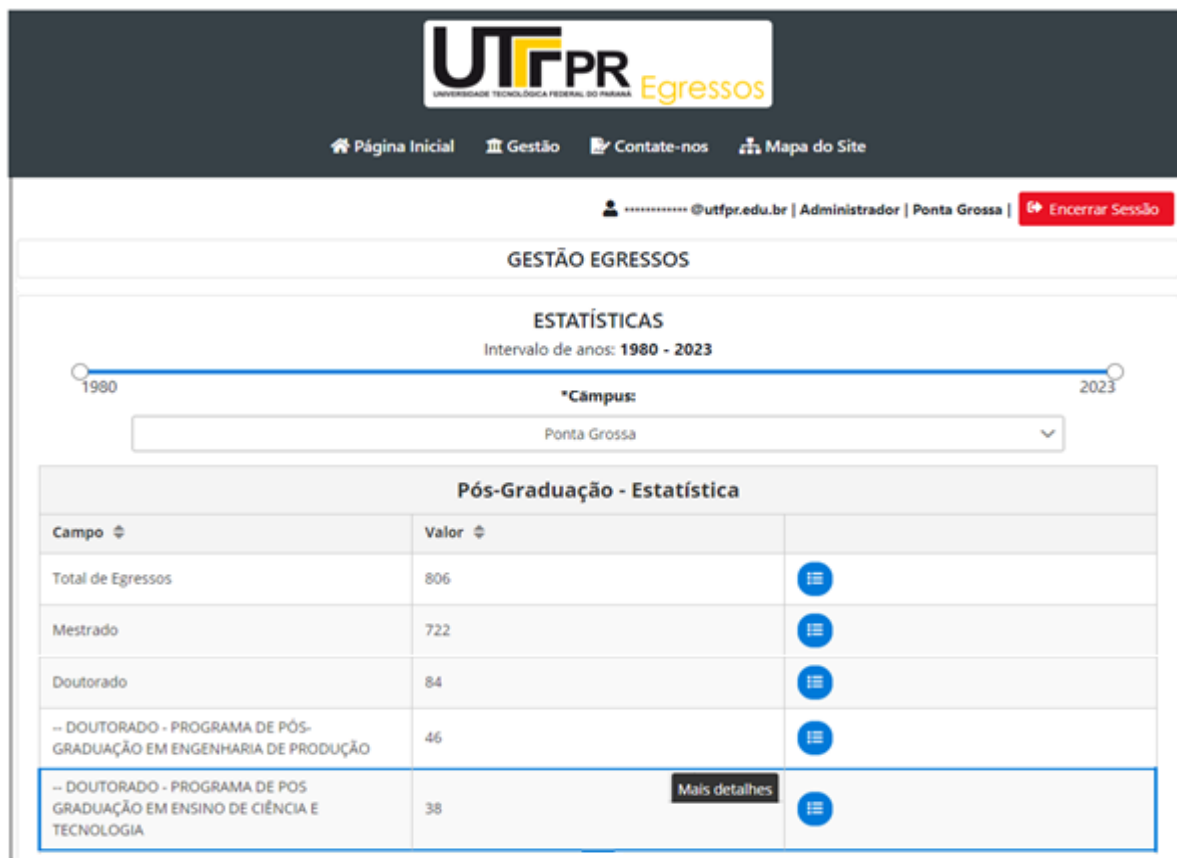 UTFPR
UNIVERSIDADE TECNOLÓGICA FEDERAL DO PARANÁ
Egressos
Página Inicial Gestão Contate-nos Mapa do Site
············ @utfpr.edu.br | Administrador | Ponta Grossa | Encerrar Sessão
GESTÃO EGRESSOS
ESTATÍSTICAS
Intervalo de anos: 1980 - 2023
1980 2023
*Câmpus:
Ponta Grossa
Pós-Graduação - Estatística
Campo Valor
Total de Egressos 806
Mestrado 722
Doutorado 84
-- DOUTORADO - PROGRAMA DE PÓS-
GRADUAÇÃO EM ENGENHARIA DE PRODUÇÃO 46
-- DOUTORADO - PROGRAMA DE POS
GRADUAÇÃO EM ENSINO DE CIÊNCIA E
TECNOLOGIA 38
Mais detalhes